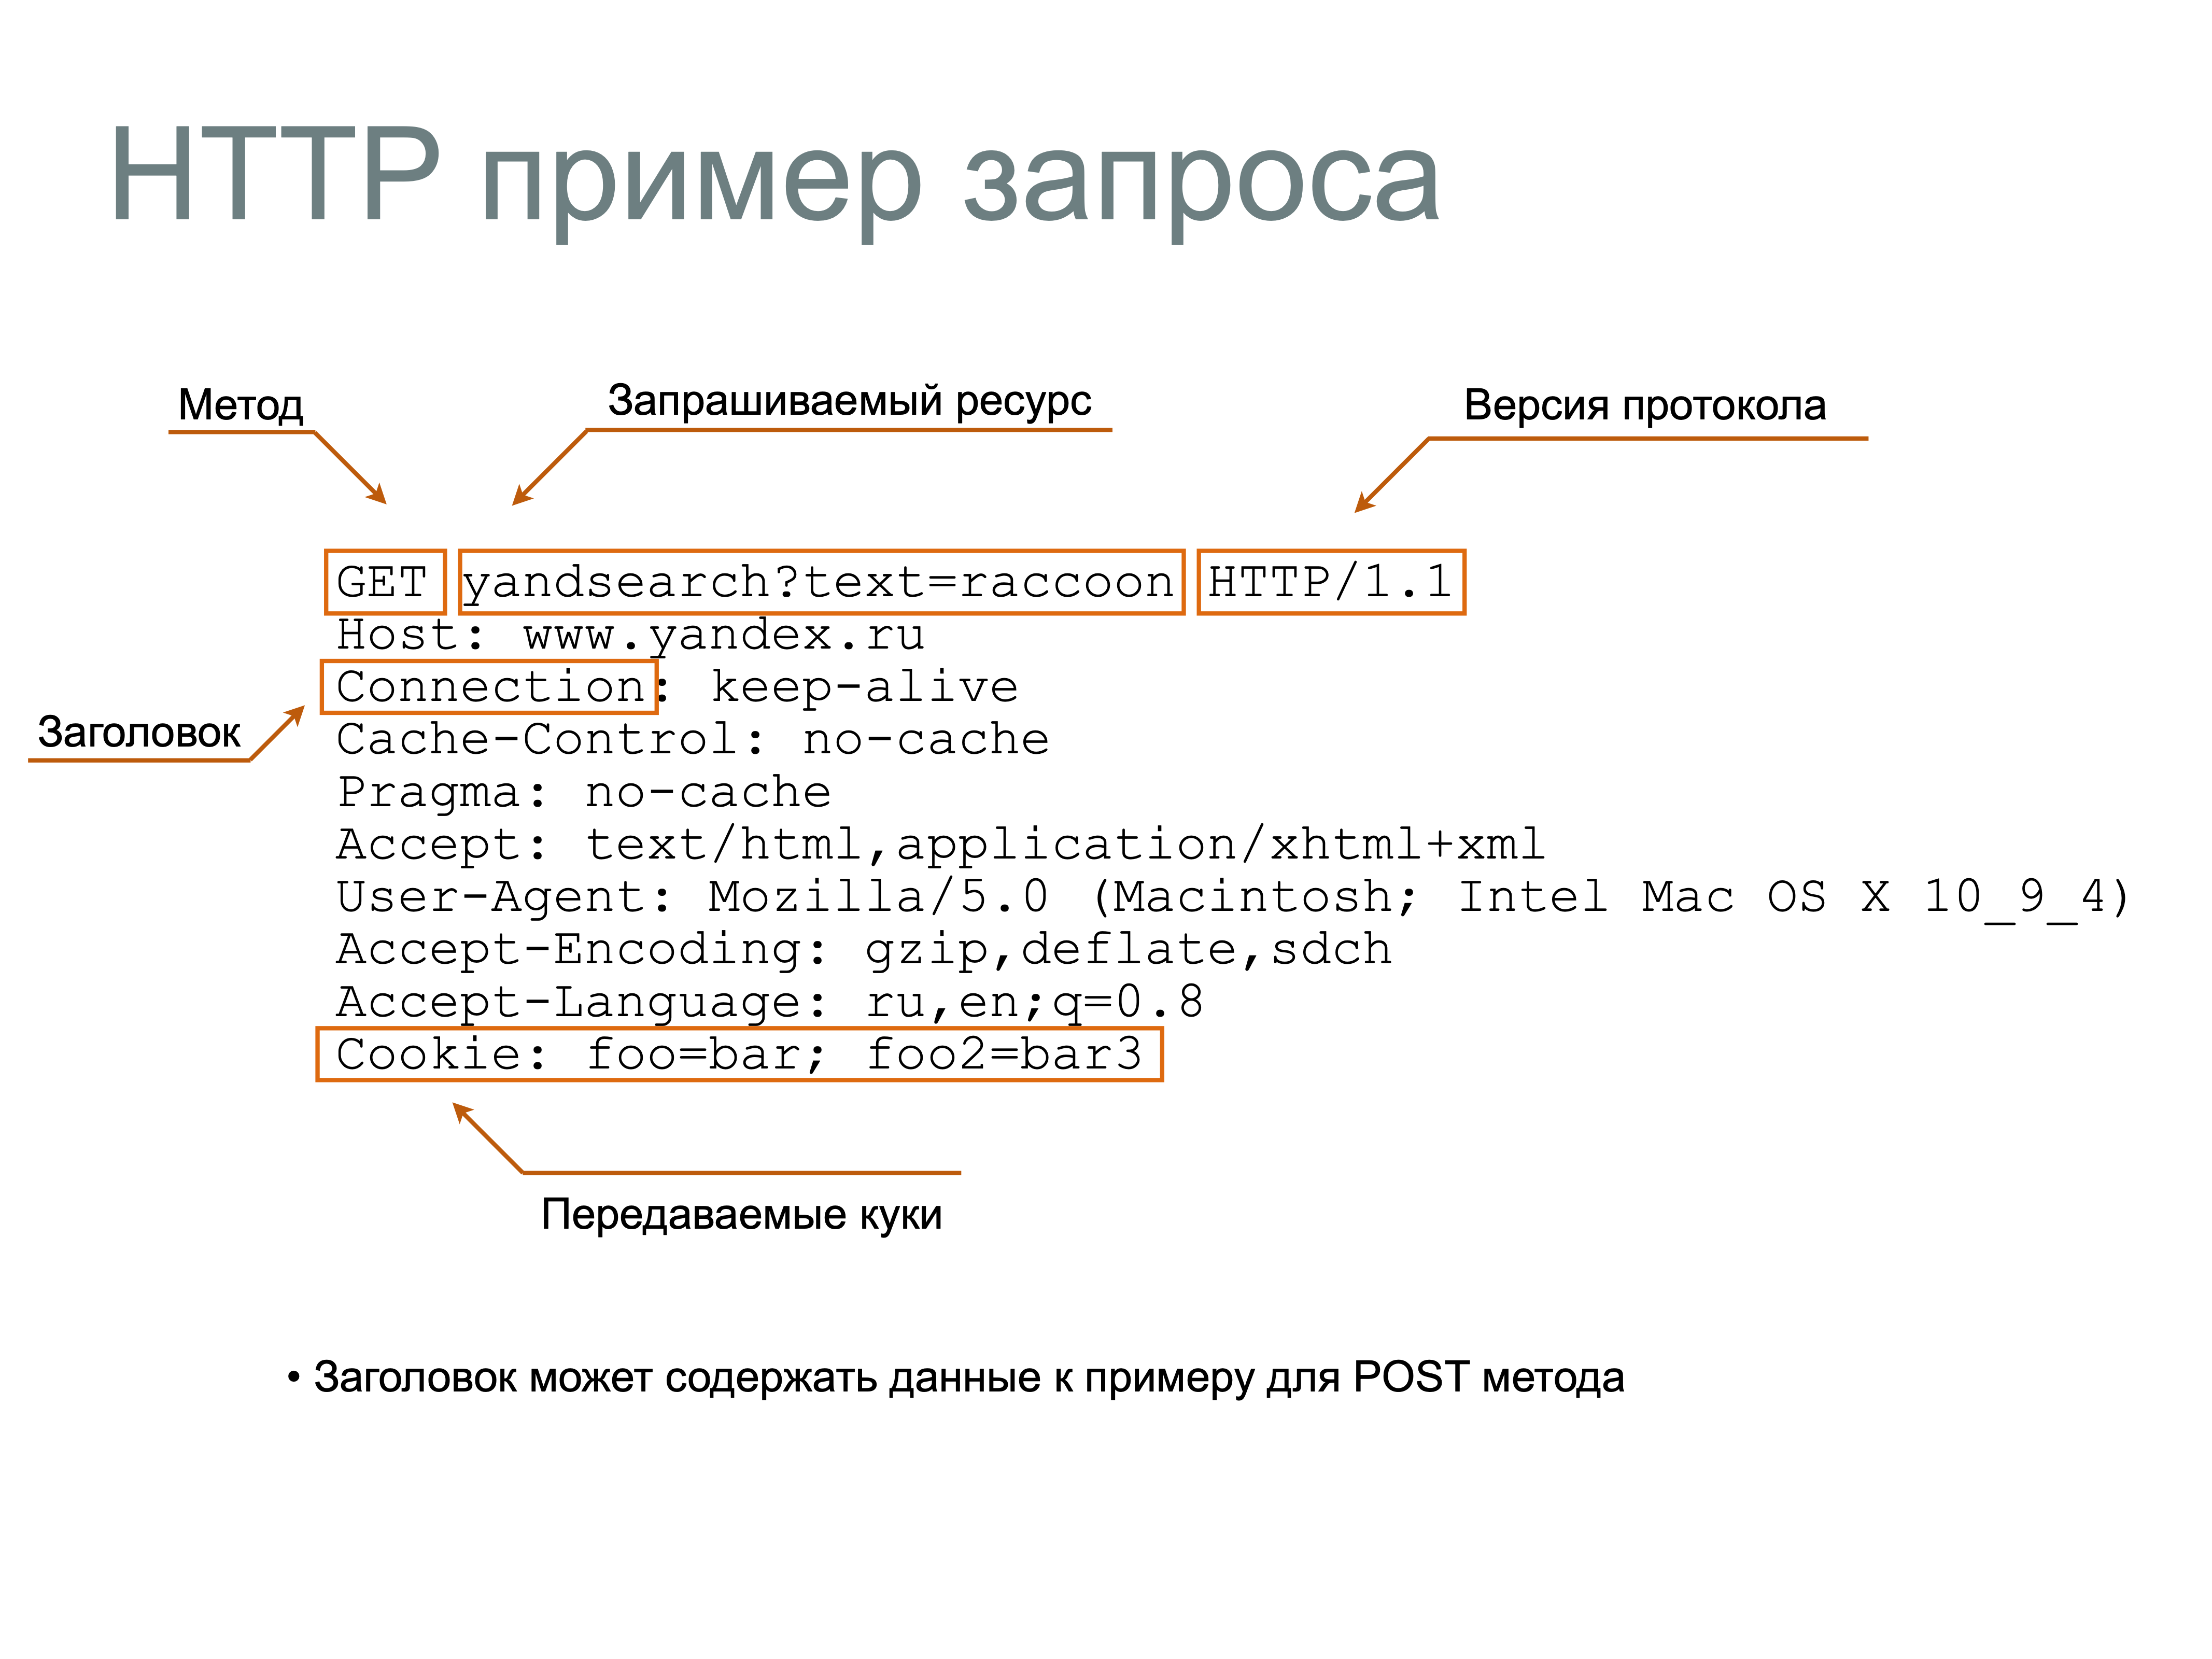 HTTP пример запроса
Метод
Запрашиваемый ресурс
Версия протокола
GET yandsearch?text=raccoon HTTP/1.1
Host: www.yandex.ru
Connection: keep-alive
Заголовок
Cache-Control: no-cache
Pragma: no-cache
Accept: text/html,application/xhtml+xml
User-Agent: Mozilla/5.0 (Macintosh; Intel Mac OS X 10_9_4)
Accept-Encoding: gzip,deflate,sdch
Accept-Language: ru,en;q=0.8
Cookie: foo=bar; foo2=bar3
Передаваемые куки
• Заголовок может содержать данные к примеру для POST метода